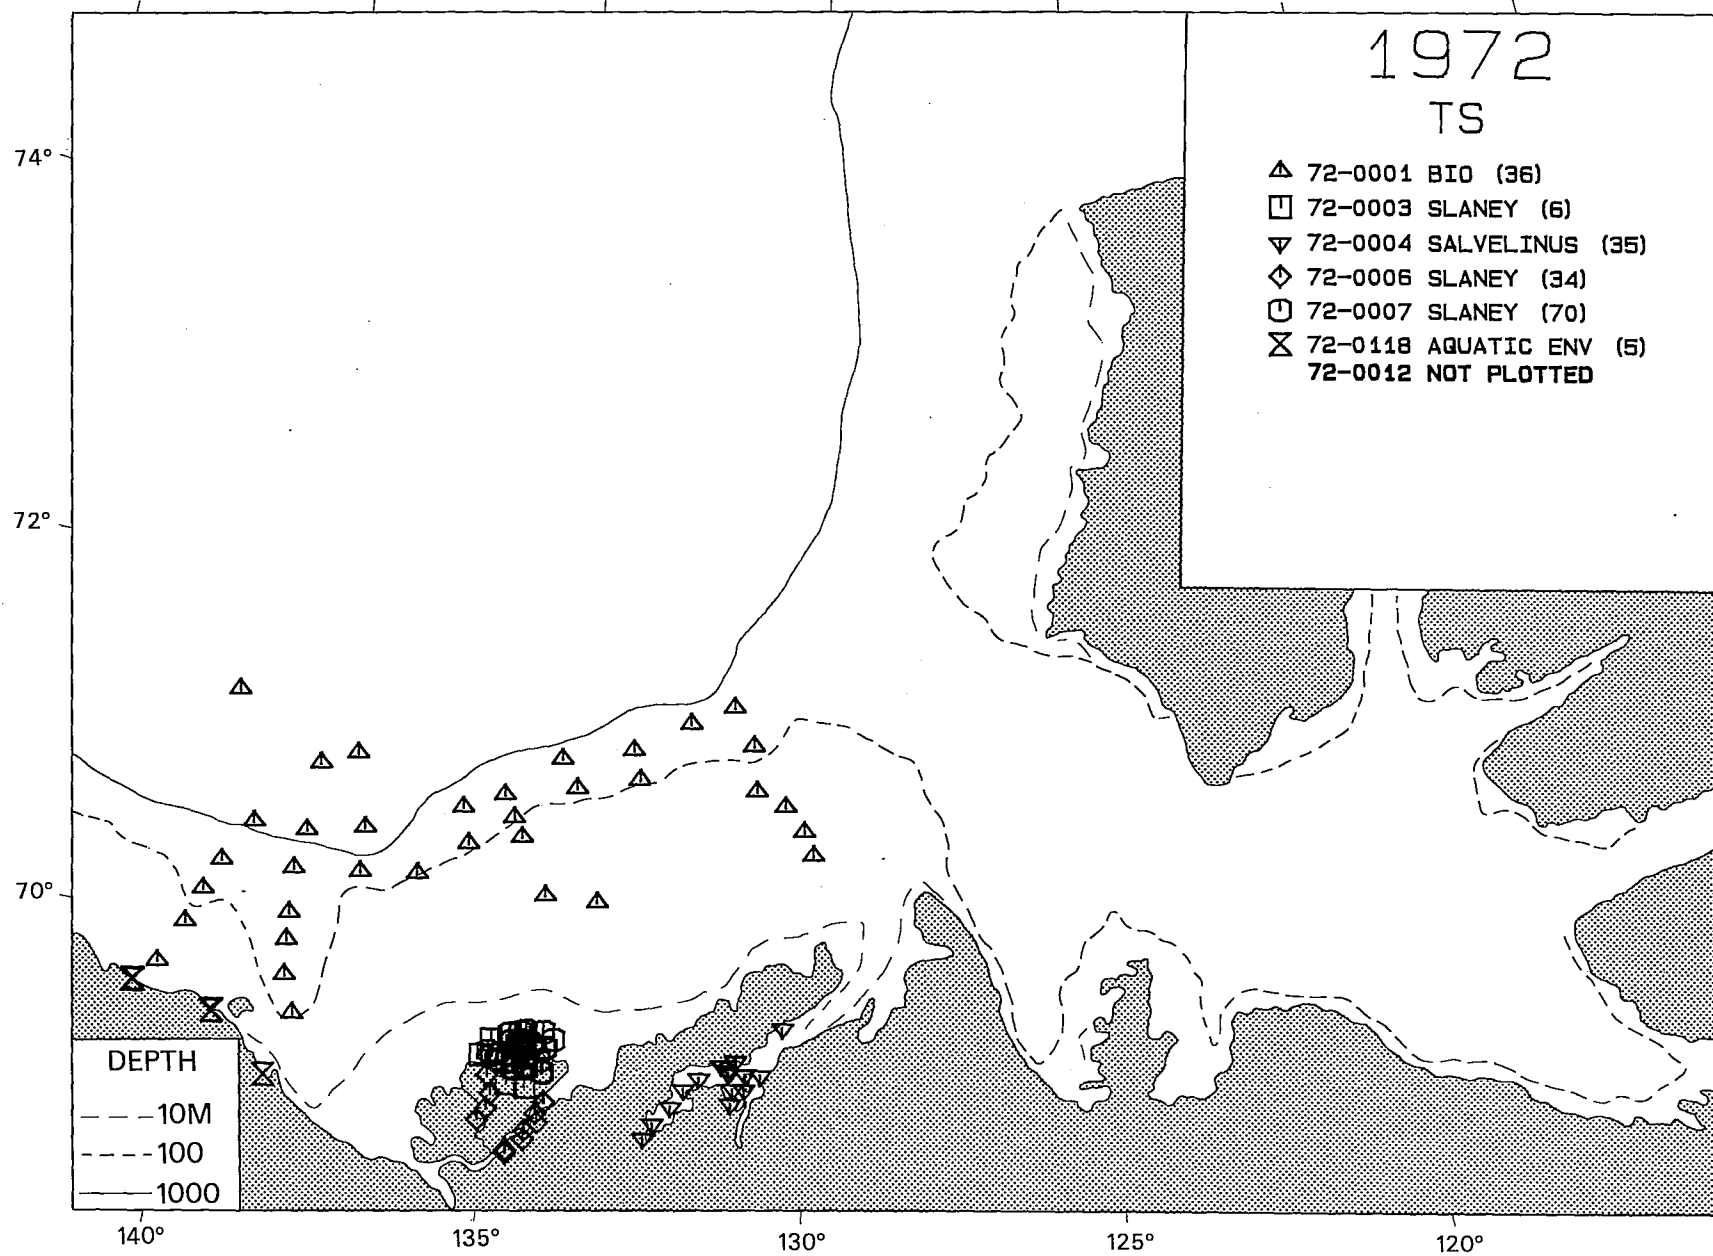 1972
TS
72-0001 BIO (36)
72-0003 SLANEY (6)
72-0004 SALVELINUS (35)
72-0006 SLANEY (34)
72-0007 SLANEY (70)
72-0118 AQUATIC ENV (5)
72-0012 NOT PLOTTED
74°
72°
70°
DEPTH
10M
100
1000
140°
135°
130°
125°
120°